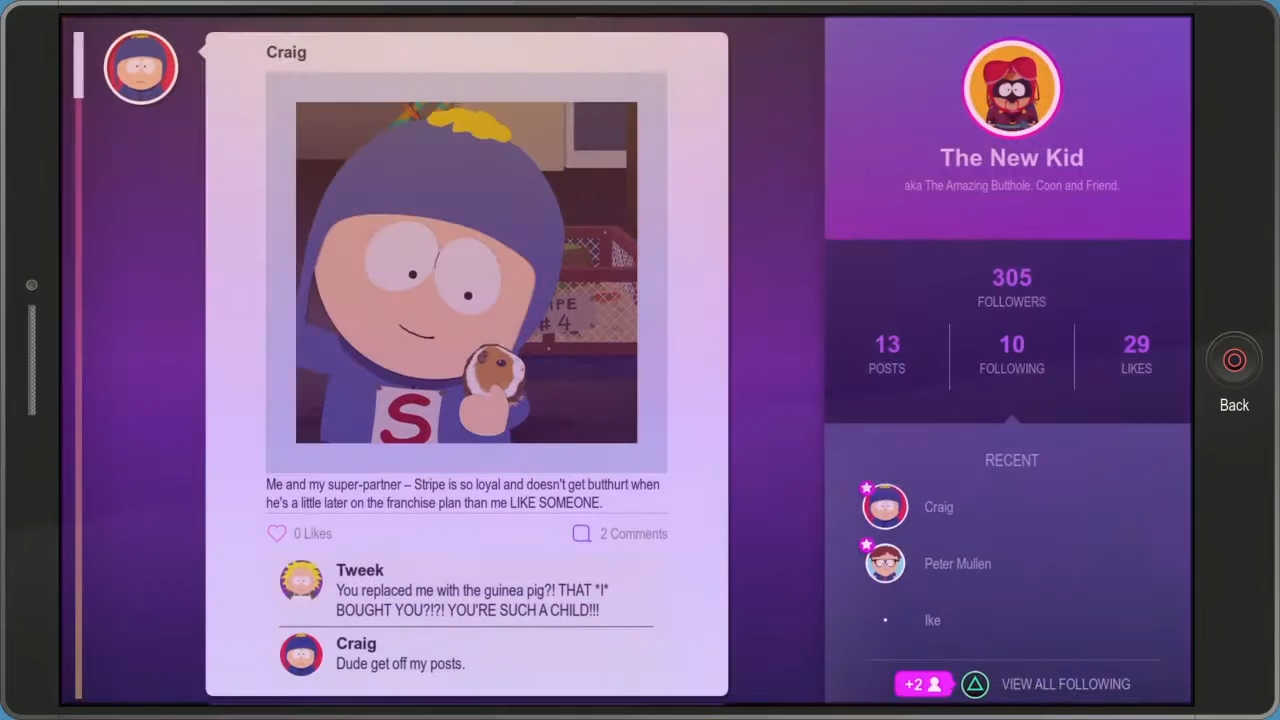 Craig
IPE
# 4
S
Me and my super-partner – Stripe is so loyal and doesn't get butthurt when
he's a little later on the franchise plan than me LIKE SOMEONE.
0 Likes
2 Comments
Tweek
You replaced me with the guinea pig?! THAT *I*
BOUGHT YOU?!?! YOU'RE SUCH A CHILD!!!
Craig
Dude get off my posts.
The New Kid
aka The Amazing Butthole. Coon and Friend.
305
FOLLOWERS
13
POSTS
10
FOLLOWING
29
LIKES
RECENT
Craig
Peter Mullen
Ike
+2
VIEW ALL FOLLOWING
Back